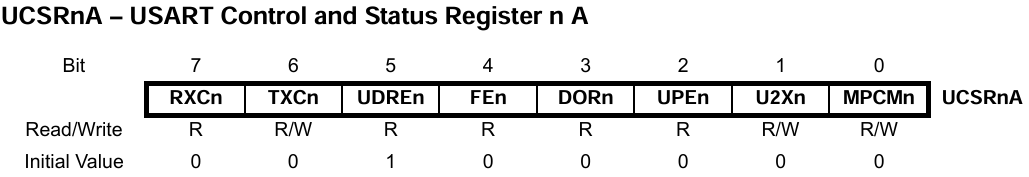 UCSRnA – USART Control and Status Register n A
Bit 7 6 5 4 3 2 1 0
RXCn TXCn UDREn FEn DORn UPEn U2Xn MPCMn UCSRnA
Read/Write R R/W R R R R R/W R/W
Initial Value 0 0 1 0 0 0 0 0